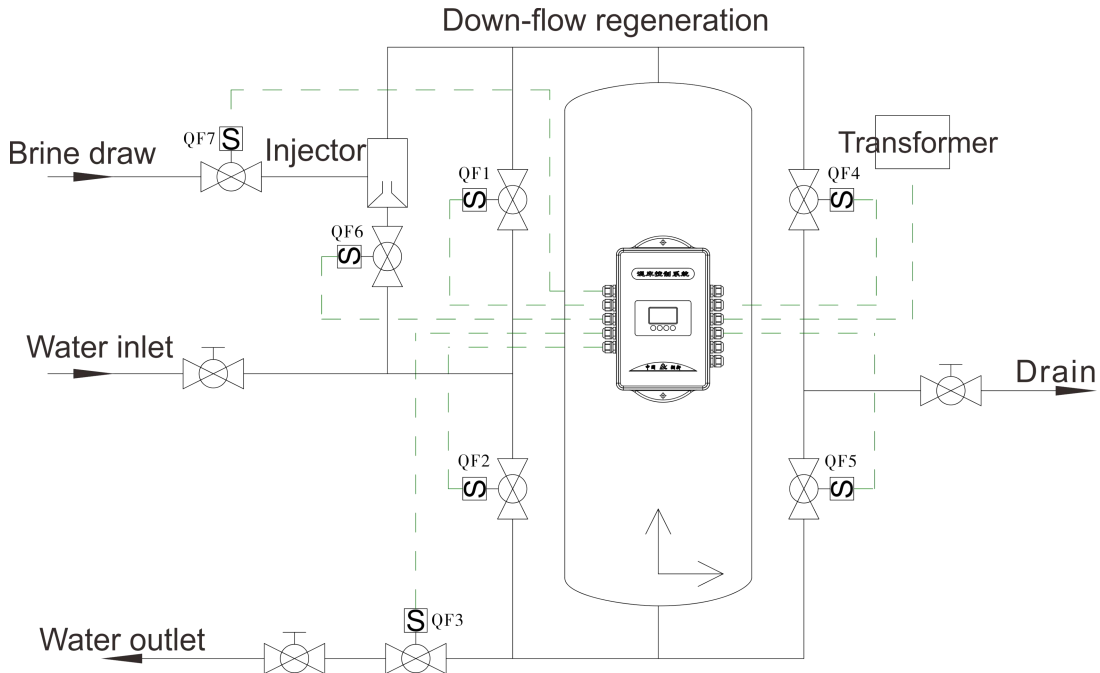 Down-flow regeneration
QF7
S
Injector
Brine draw
Transformer
QF1
S
QF4
S
QF6
S
Water inlet
Drain
QF2
S
QF5
S
Water outlet
S
QF3